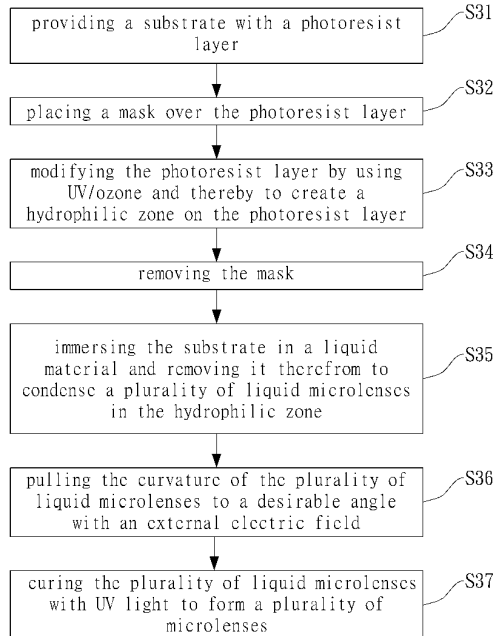 providing a substrate with a photoresist
layer
S31
placing a mask over the photoresist layer
S32
modifying the photoresist layer by using
UV/ozone and thereby to create a
hydrophilic zone on the photoresist layer
S33
removing the mask
S34
immersing the substrate in a liquid
material and removing it therefrom to
condense a plurality of liquid microlenses
in the hydrophilic zone
S35
pulling the curvature of the plurality of
liquid microlenses to a desirable angle
with an external electric field
S36
curing the plurality of liquid microlenses
with UV light to form a plurality of
microlenses
S37